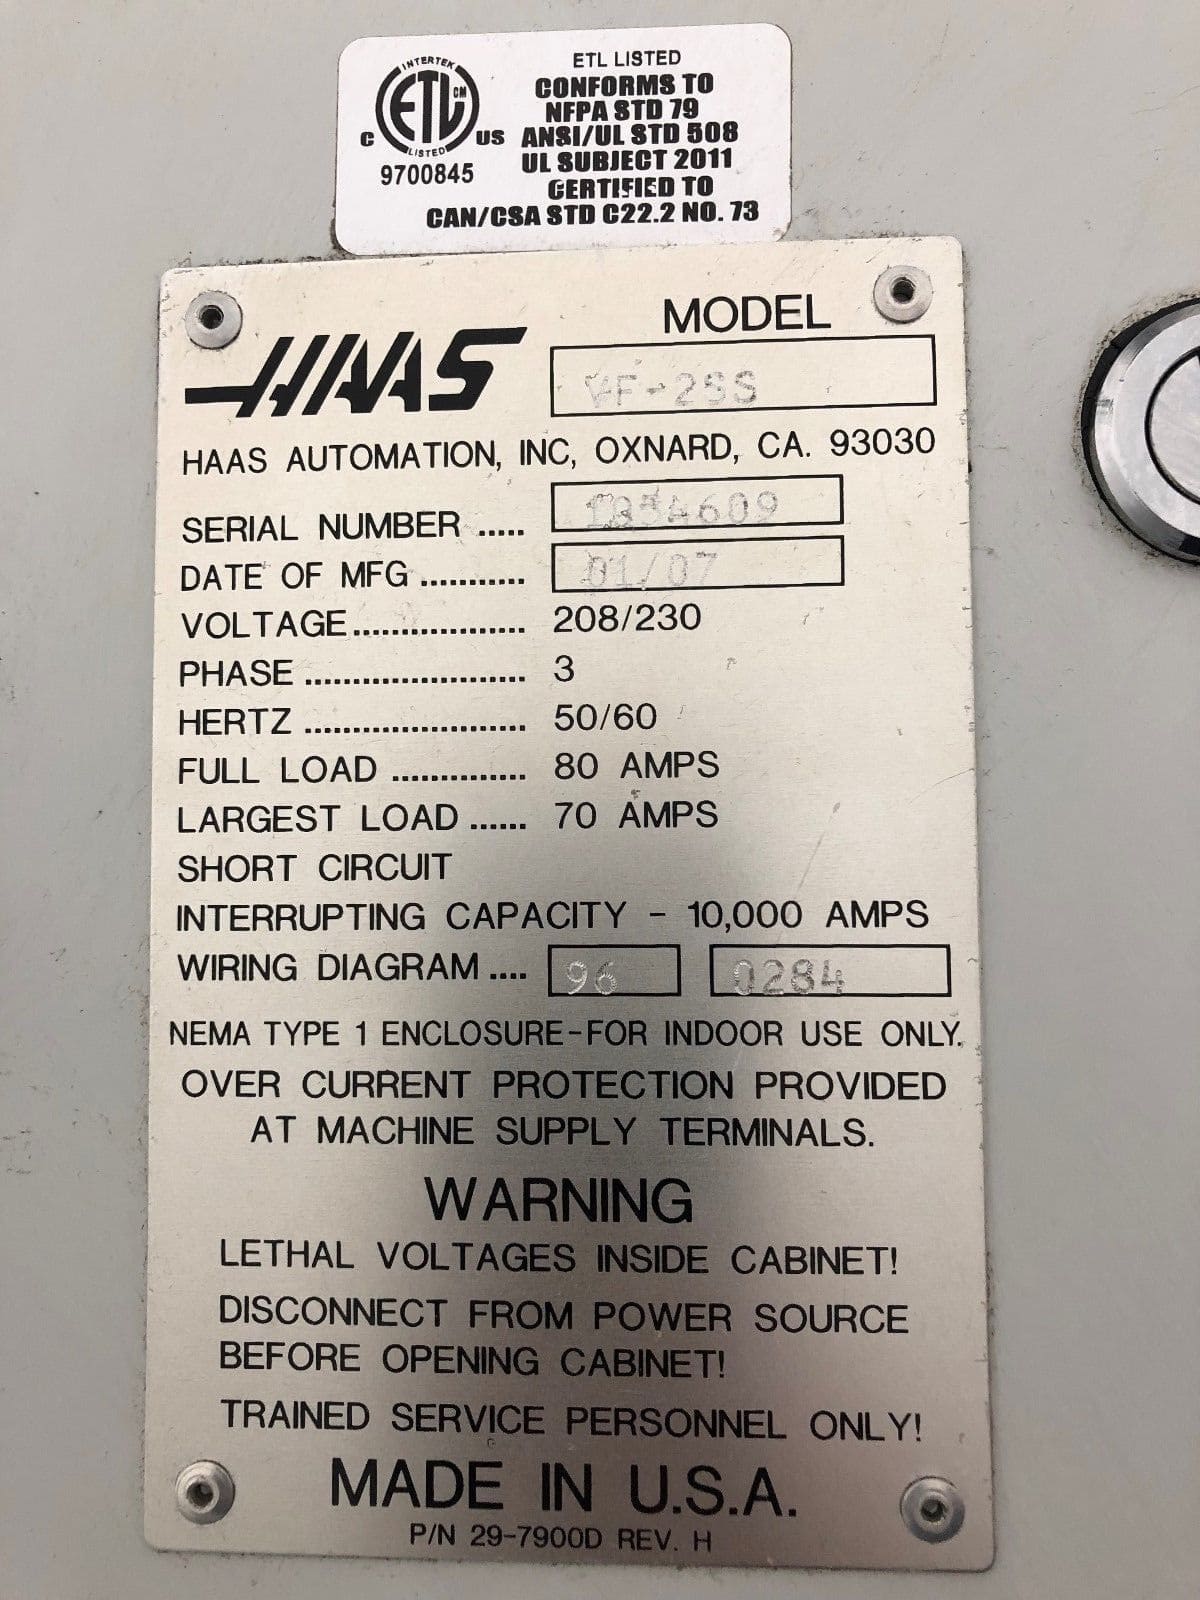 INTERTEK
ETL CM
LISTED
C US
9700845
ETL LISTED
CONFORMS TO
NFPA STD 79
ANSI/UL STD 508
UL SUBJECT 2011
CERTIFIED TO
CAN/CSA STD C22.2 NO. 73
HAAS
MODEL
VF-2SS
HAAS AUTOMATION, INC, OXNARD, CA. 93030
SERIAL NUMBER .....
DATE OF MFG ........... 01/07
VOLTAGE.................. 208/230
PHASE ....................... 3
HERTZ ....................... 50/60
FULL LOAD .............. 80 AMPS
LARGEST LOAD ...... 70 AMPS
SHORT CIRCUIT
INTERRUPTING CAPACITY - 10,000 AMPS
WIRING DIAGRAM .... 96 0284
NEMA TYPE 1 ENCLOSURE-FOR INDOOR USE ONLY.
OVER CURRENT PROTECTION PROVIDED
AT MACHINE SUPPLY TERMINALS.
WARNING
LETHAL VOLTAGES INSIDE CABINET!
DISCONNECT FROM POWER SOURCE
BEFORE OPENING CABINET!
TRAINED SERVICE PERSONNEL ONLY!
MADE IN U.S.A.
P/N 29-7900D REV. H